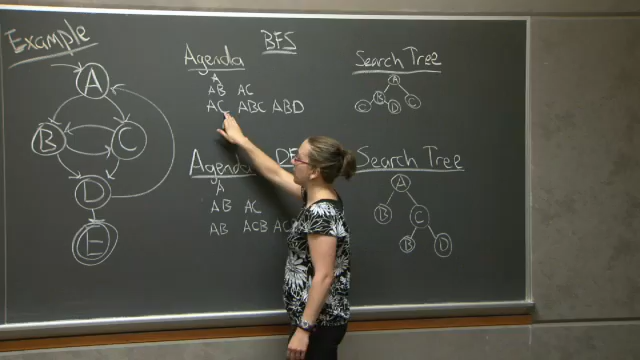 Example
A
B
C
D
E
BFS
Agenda
A
AB AC
AC ABC ABD
Search Tree
A
C B D C
Agenda
A
AB AC
AB ACB
Search Tree
A
B C
B D